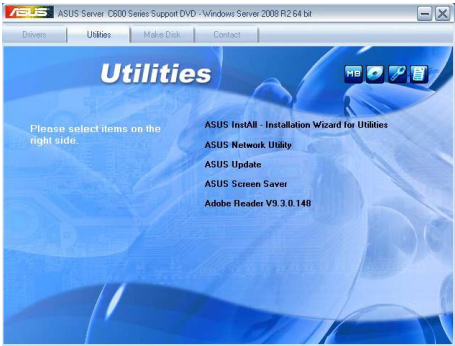 ASUS ASUS Server C600 Series Support DVD - Windows Server 2008 R2 64 bit
Drivers Utilities Make Disk Contact
Utilities
MB
Please select items on the
right side.
ASUS InstAll - Installation Wizard for Utilities
ASUS Network Utility
ASUS Update
ASUS Screen Saver
Adobe Reader V9.3.0.148